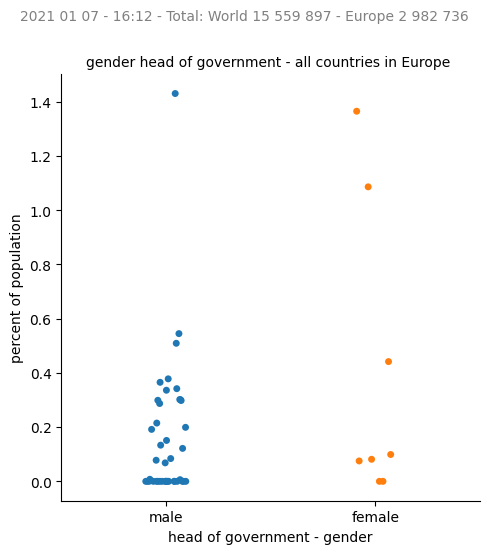 2021 01 07 - 16:12 - Total: World 15 559 897 - Europe 2 982 736
gender head of government - all countries in Europe
1.4
1.2
1.0
0.8
0.6
0.4
0.2
0.0
percent of population
male female
head of government - gender